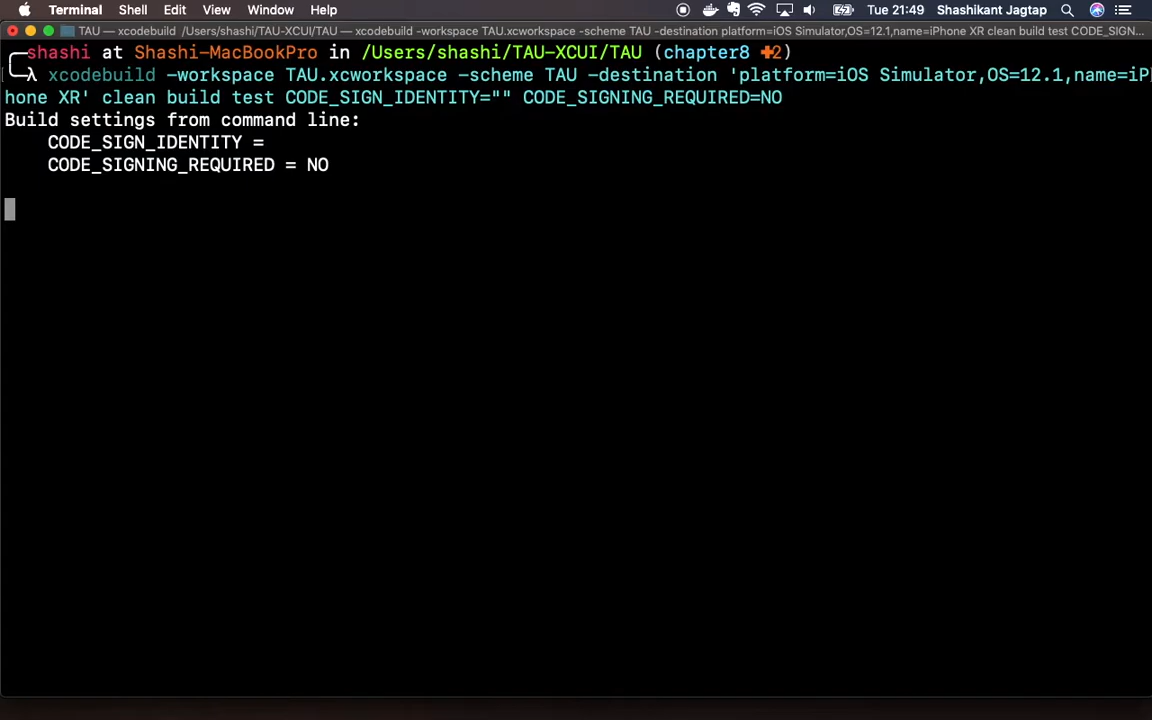 Terminal Shell Edit View Window Help Tue 21:49 Shashikant Jagtap
TAU — xcodebuild /Users/shashi/TAU-XCUI/TAU — xcodebuild -workspace TAU.xcworkspace -scheme TAU -destination platform=iOS Simulator,OS=12.1,name=iPhone XR clean build test CODE_SIGN...
shashi at Shashi-MacBookPro in /Users/shashi/TAU-XCUI/TAU (chapter8 ✚2)
λ xcodebuild -workspace TAU.xcworkspace -scheme TAU -destination 'platform=iOS Simulator,OS=12.1,name=iP
hone XR' clean build test CODE_SIGN_IDENTITY="" CODE_SIGNING_REQUIRED=NO
Build settings from command line:
CODE_SIGN_IDENTITY =
CODE_SIGNING_REQUIRED = NO